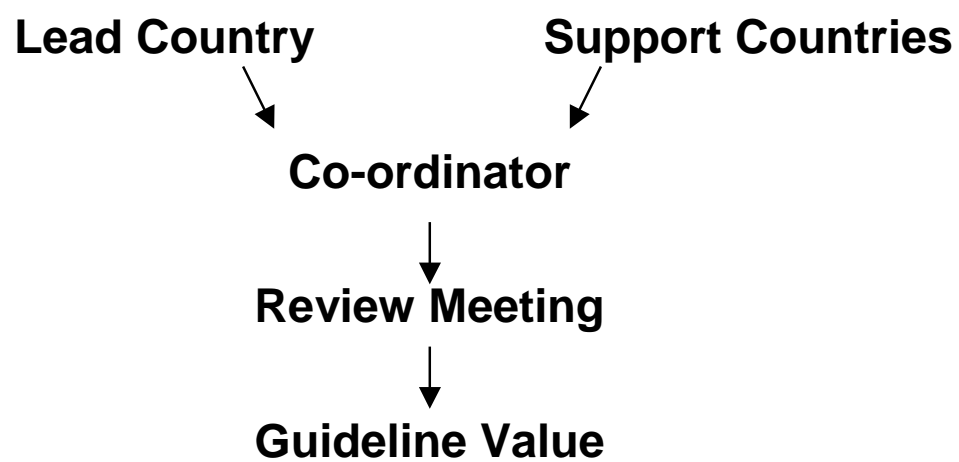 Lead Country Support Countries
Co-ordinator
Review Meeting
Guideline Value